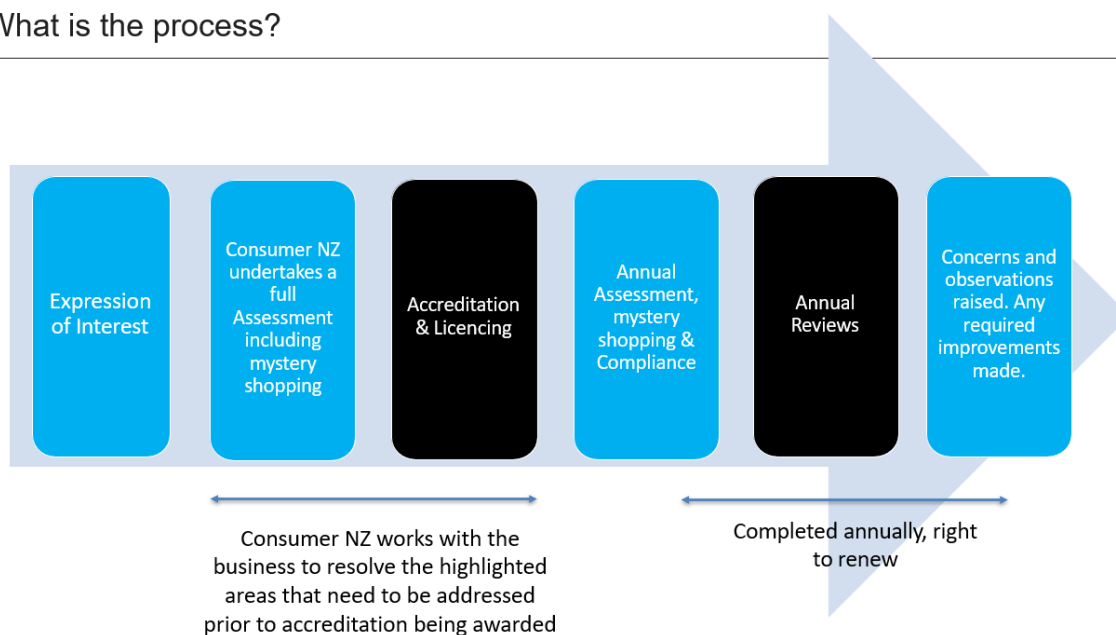 What is the process?
Expression
of Interest
Consumer NZ
undertakes a
full
Assessment
including
mystery
shopping
Accreditation
& Licencing
Annual
Assessment,
mystery
shopping &
Compliance
Annual
Reviews
Concerns and
observations
raised. Any
required
improvements
made.
Consumer NZ works with the
business to resolve the highlighted
areas that need to be addressed
prior to accreditation being awarded
Completed annually, right
to renew